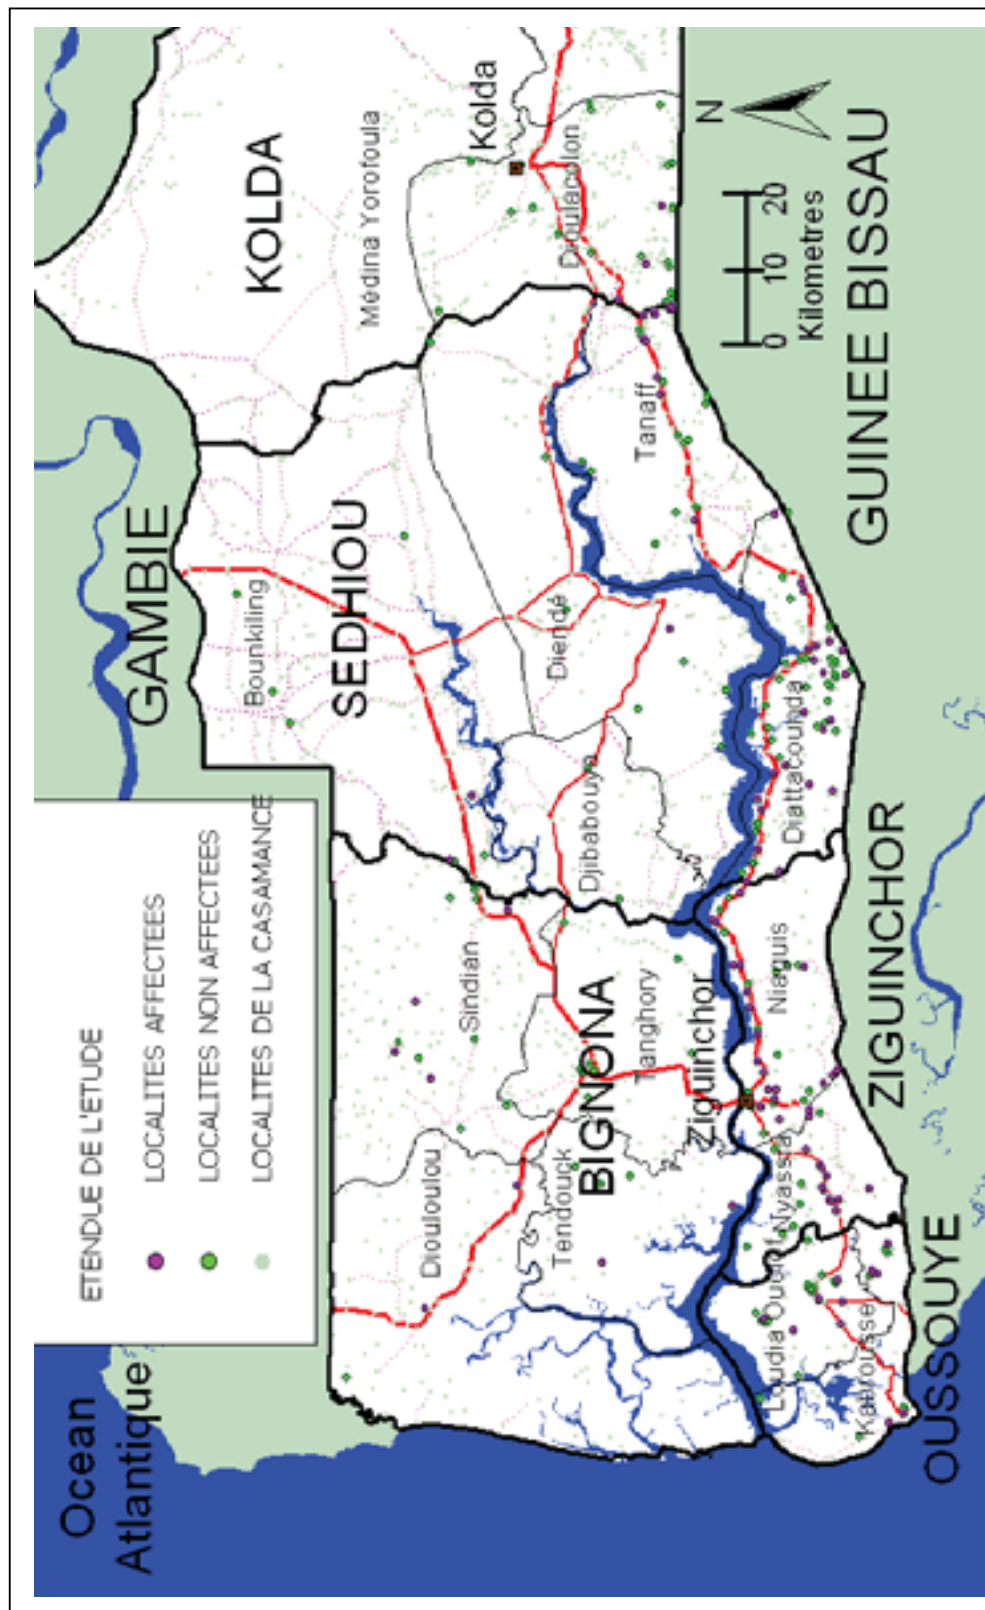 Ocean
Atlantique
ETENDLE DE L'ETUDE
LOCALITES AFFECTEES
LOCALITES NON AFFECTEES
LOCALITES DE LA CASAMANCE
GAMBIE
KOLDA
Médina Yorofoula
Kolda
Dioulacolon
Bounkiling
SEDHIOU
Diendé
Tanaff
Djibabouya
Diattacounda
Sindian
Diouloulou
Tendouck
BIGNONA
Tanghory
Ziguinchor
Niaguis
Nyassia
Loudia Ouolof
Kabrousse
OUSSOUYE
ZIGUINCHOR
GUINEE BISSAU
N
0 10 20
Kilometres